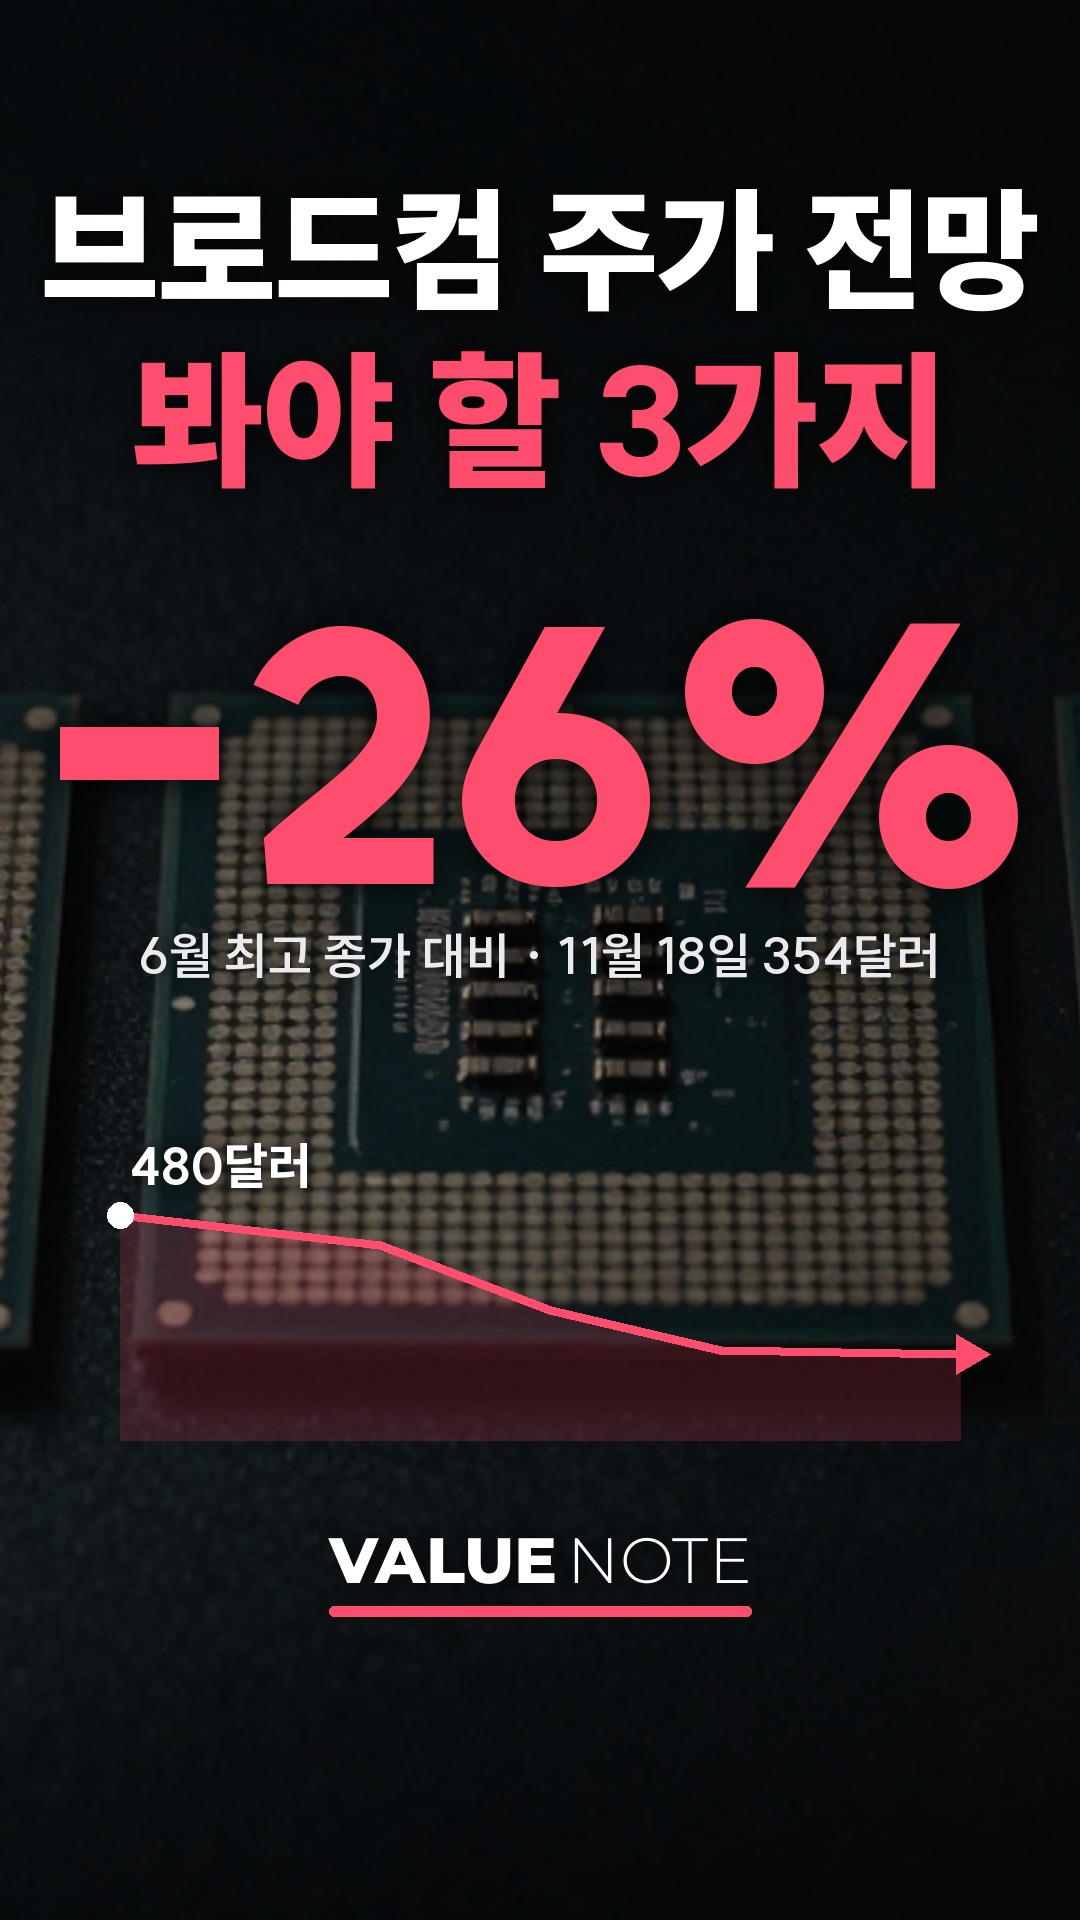 브로드컴 주가 전망
봐야 할 3가지
-26%
6월 최고 종가 대비 · 11월 18일 354달러
480달러
VALUE NOTE